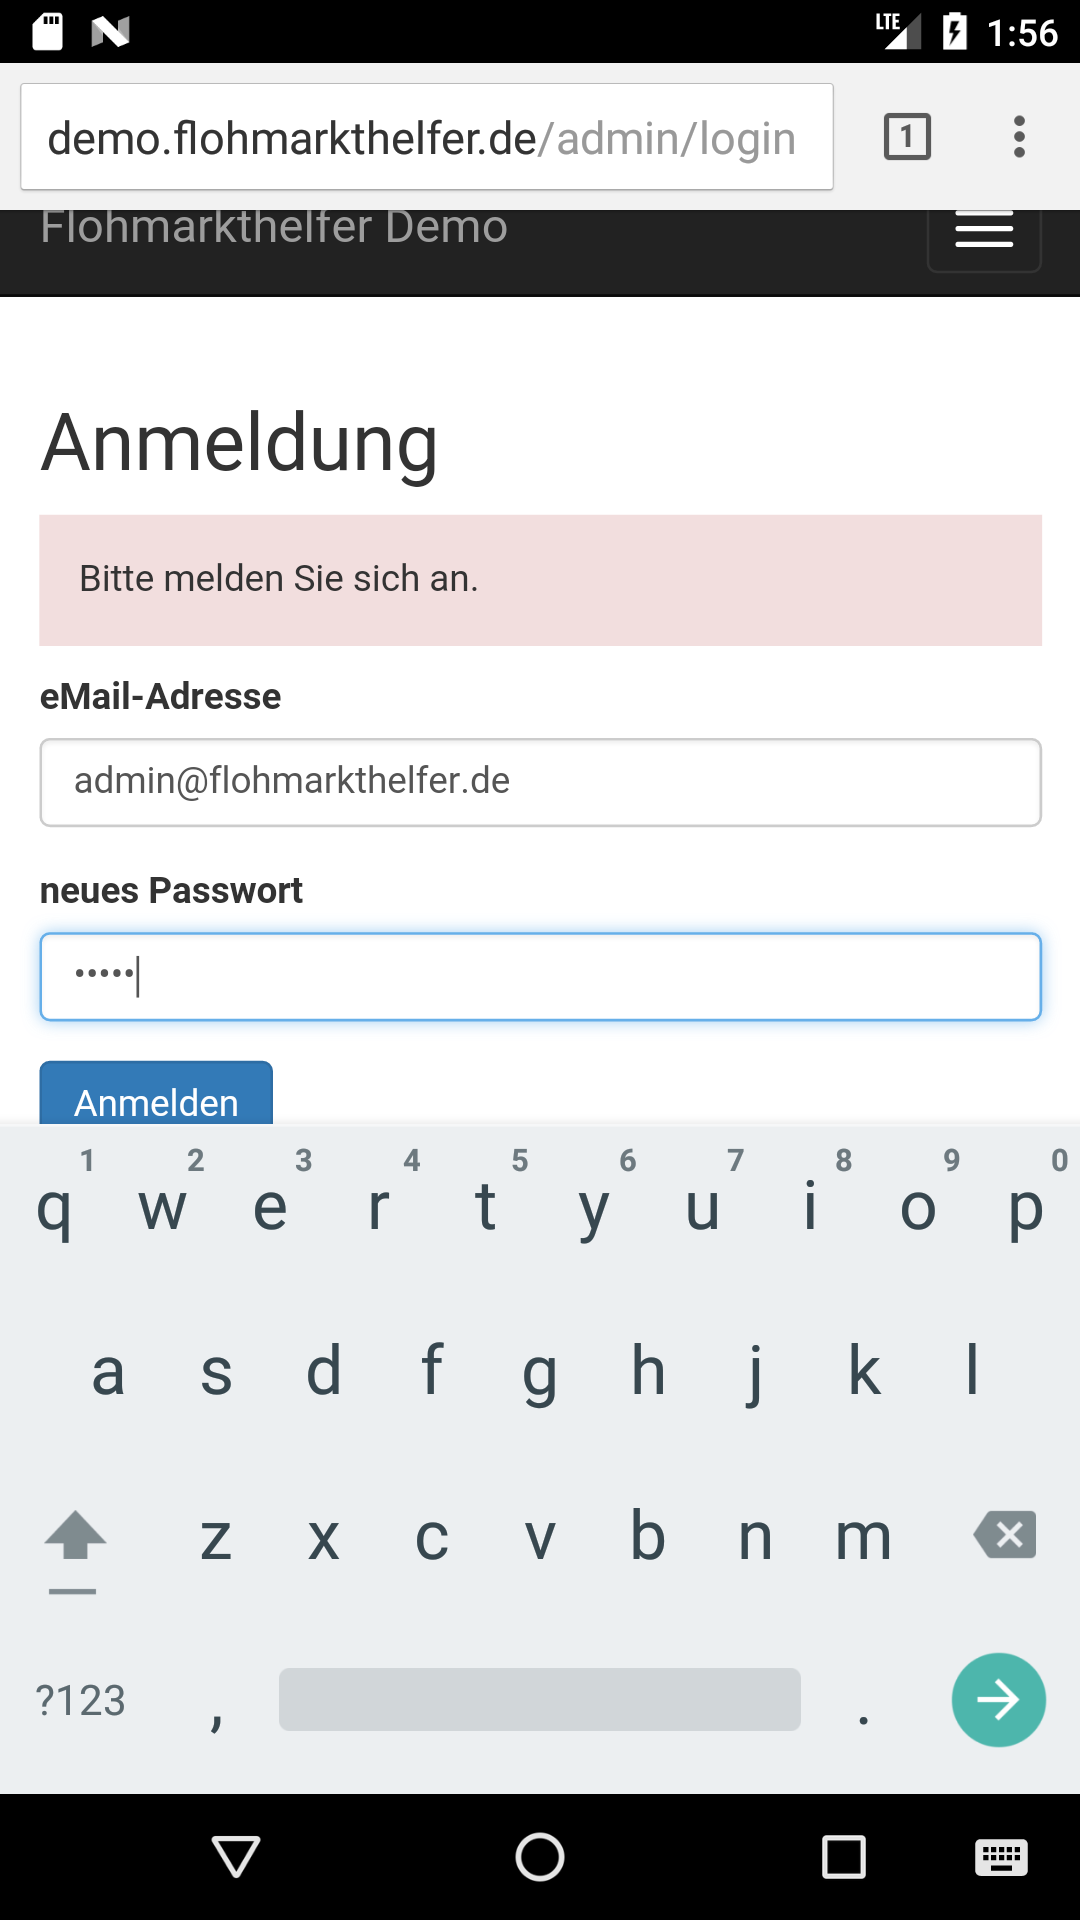 LTE 1:56
demo.flohmarkthelfer.de/admin/login 1
Flohmarkthelfer Demo
Anmeldung
Bitte melden Sie sich an.
eMail-Adresse
admin@flohmarkthelfer.de
neues Passwort
•••••
Anmelden
1 2 3 4 5 6 7 8 9 0
q w e r t y u i o p
a s d f g h j k l
z x c v b n m
?123 , .